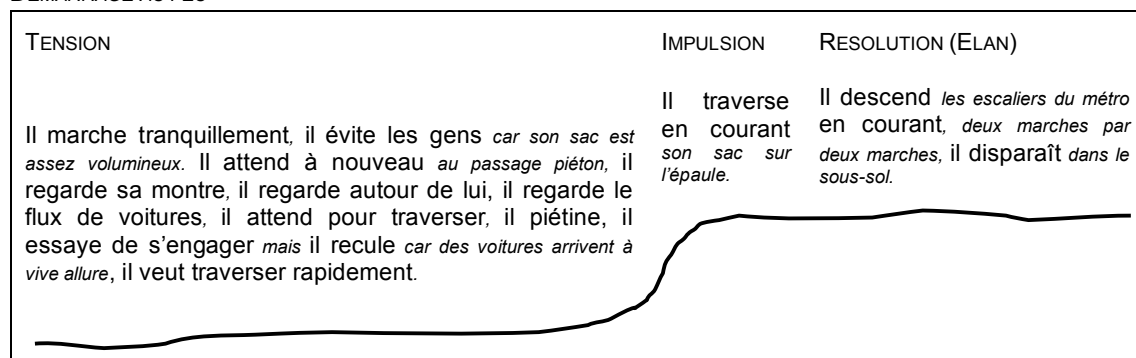 TENSION
Il marche tranquillement, il évite les gens car son sac est
assez volumineux. Il attend à nouveau au passage piéton, il
regarde sa montre, il regarde autour de lui, il regarde le
flux de voitures, il attend pour traverser, il piétine, il
essaye de s'engager mais il recule car des voitures arrivent à
vive allure, il veut traverser rapidement.
IMPULSION
Il traverse
en courant
son sac sur
l'épaule.
RESOLUTION (ELAN)
Il descend les escaliers du métro
en courant, deux marches par
deux marches, il disparaît dans le
sous-sol.